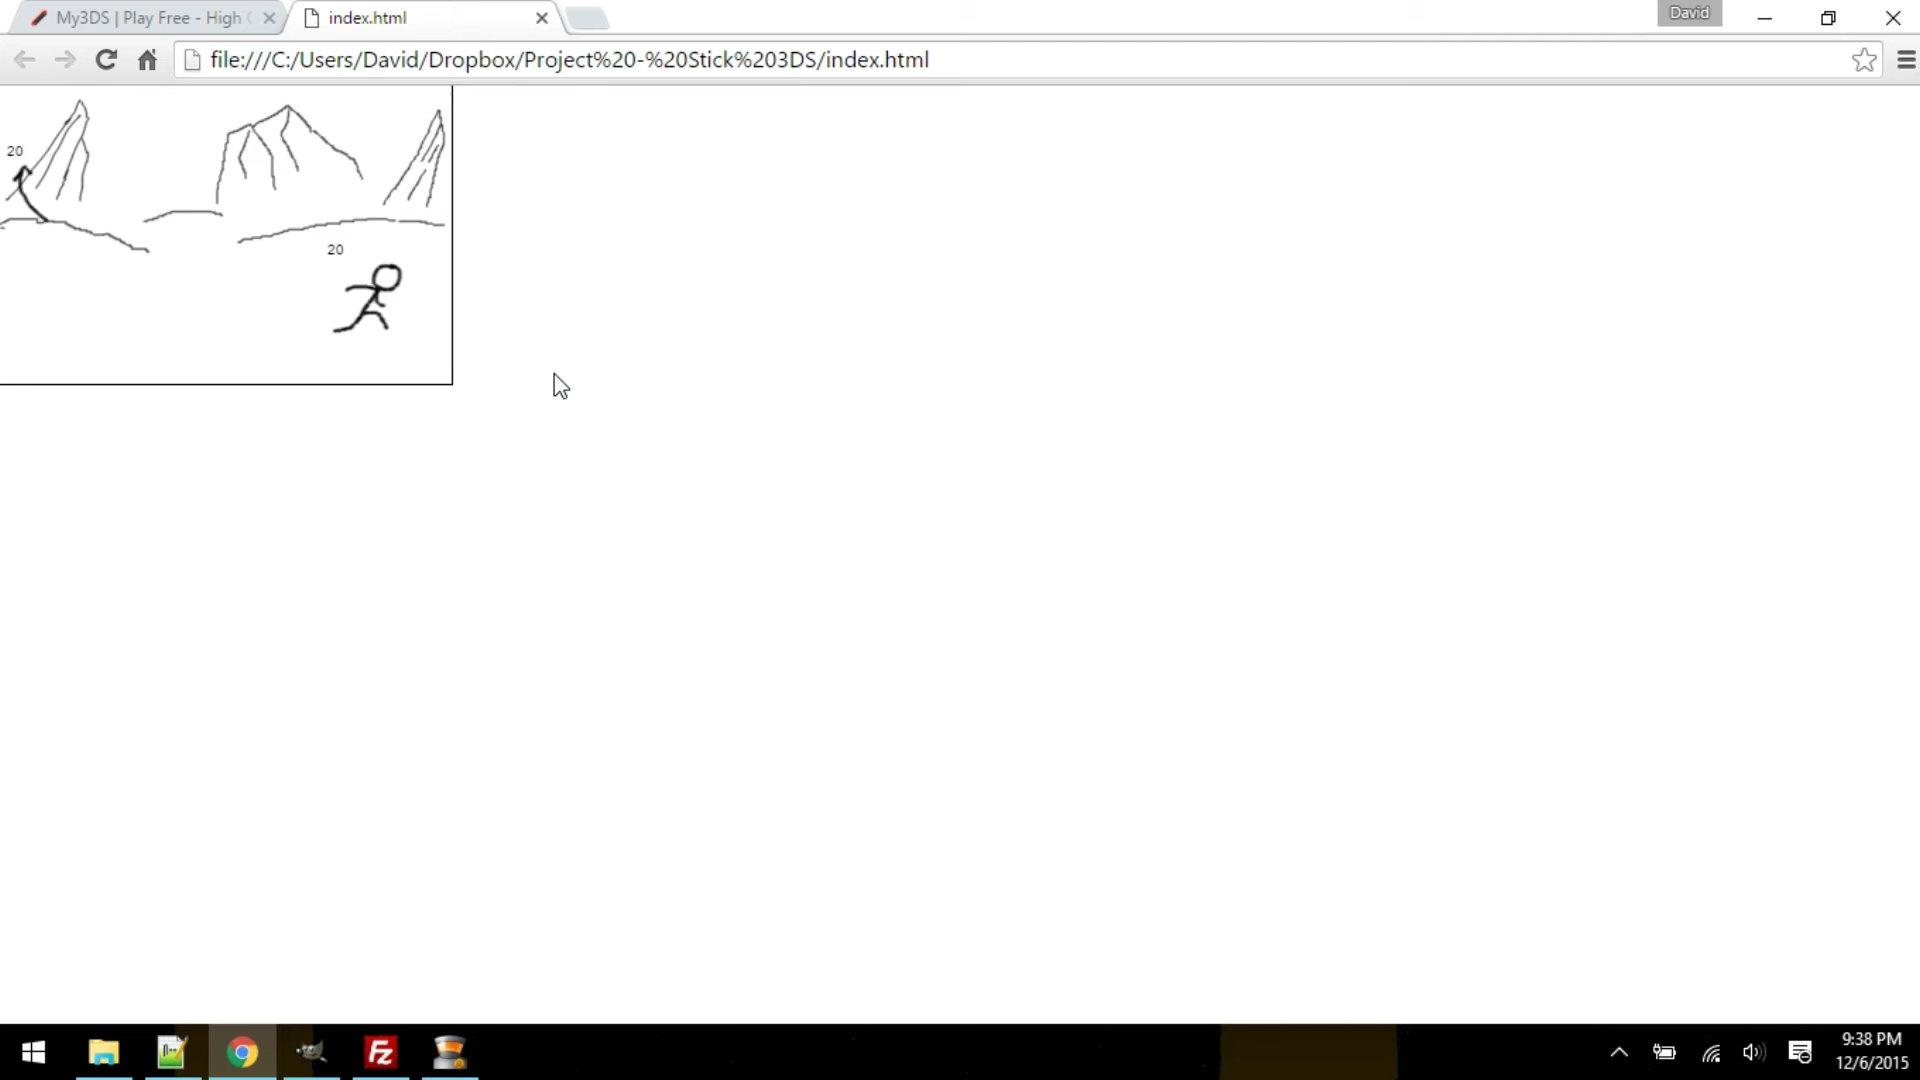 My3DS | Play Free - High
index.html
David
file:///C:/Users/David/Dropbox/Project%20-%20Stick%203DS/index.html
20
20
9:38 PM
12/6/2015